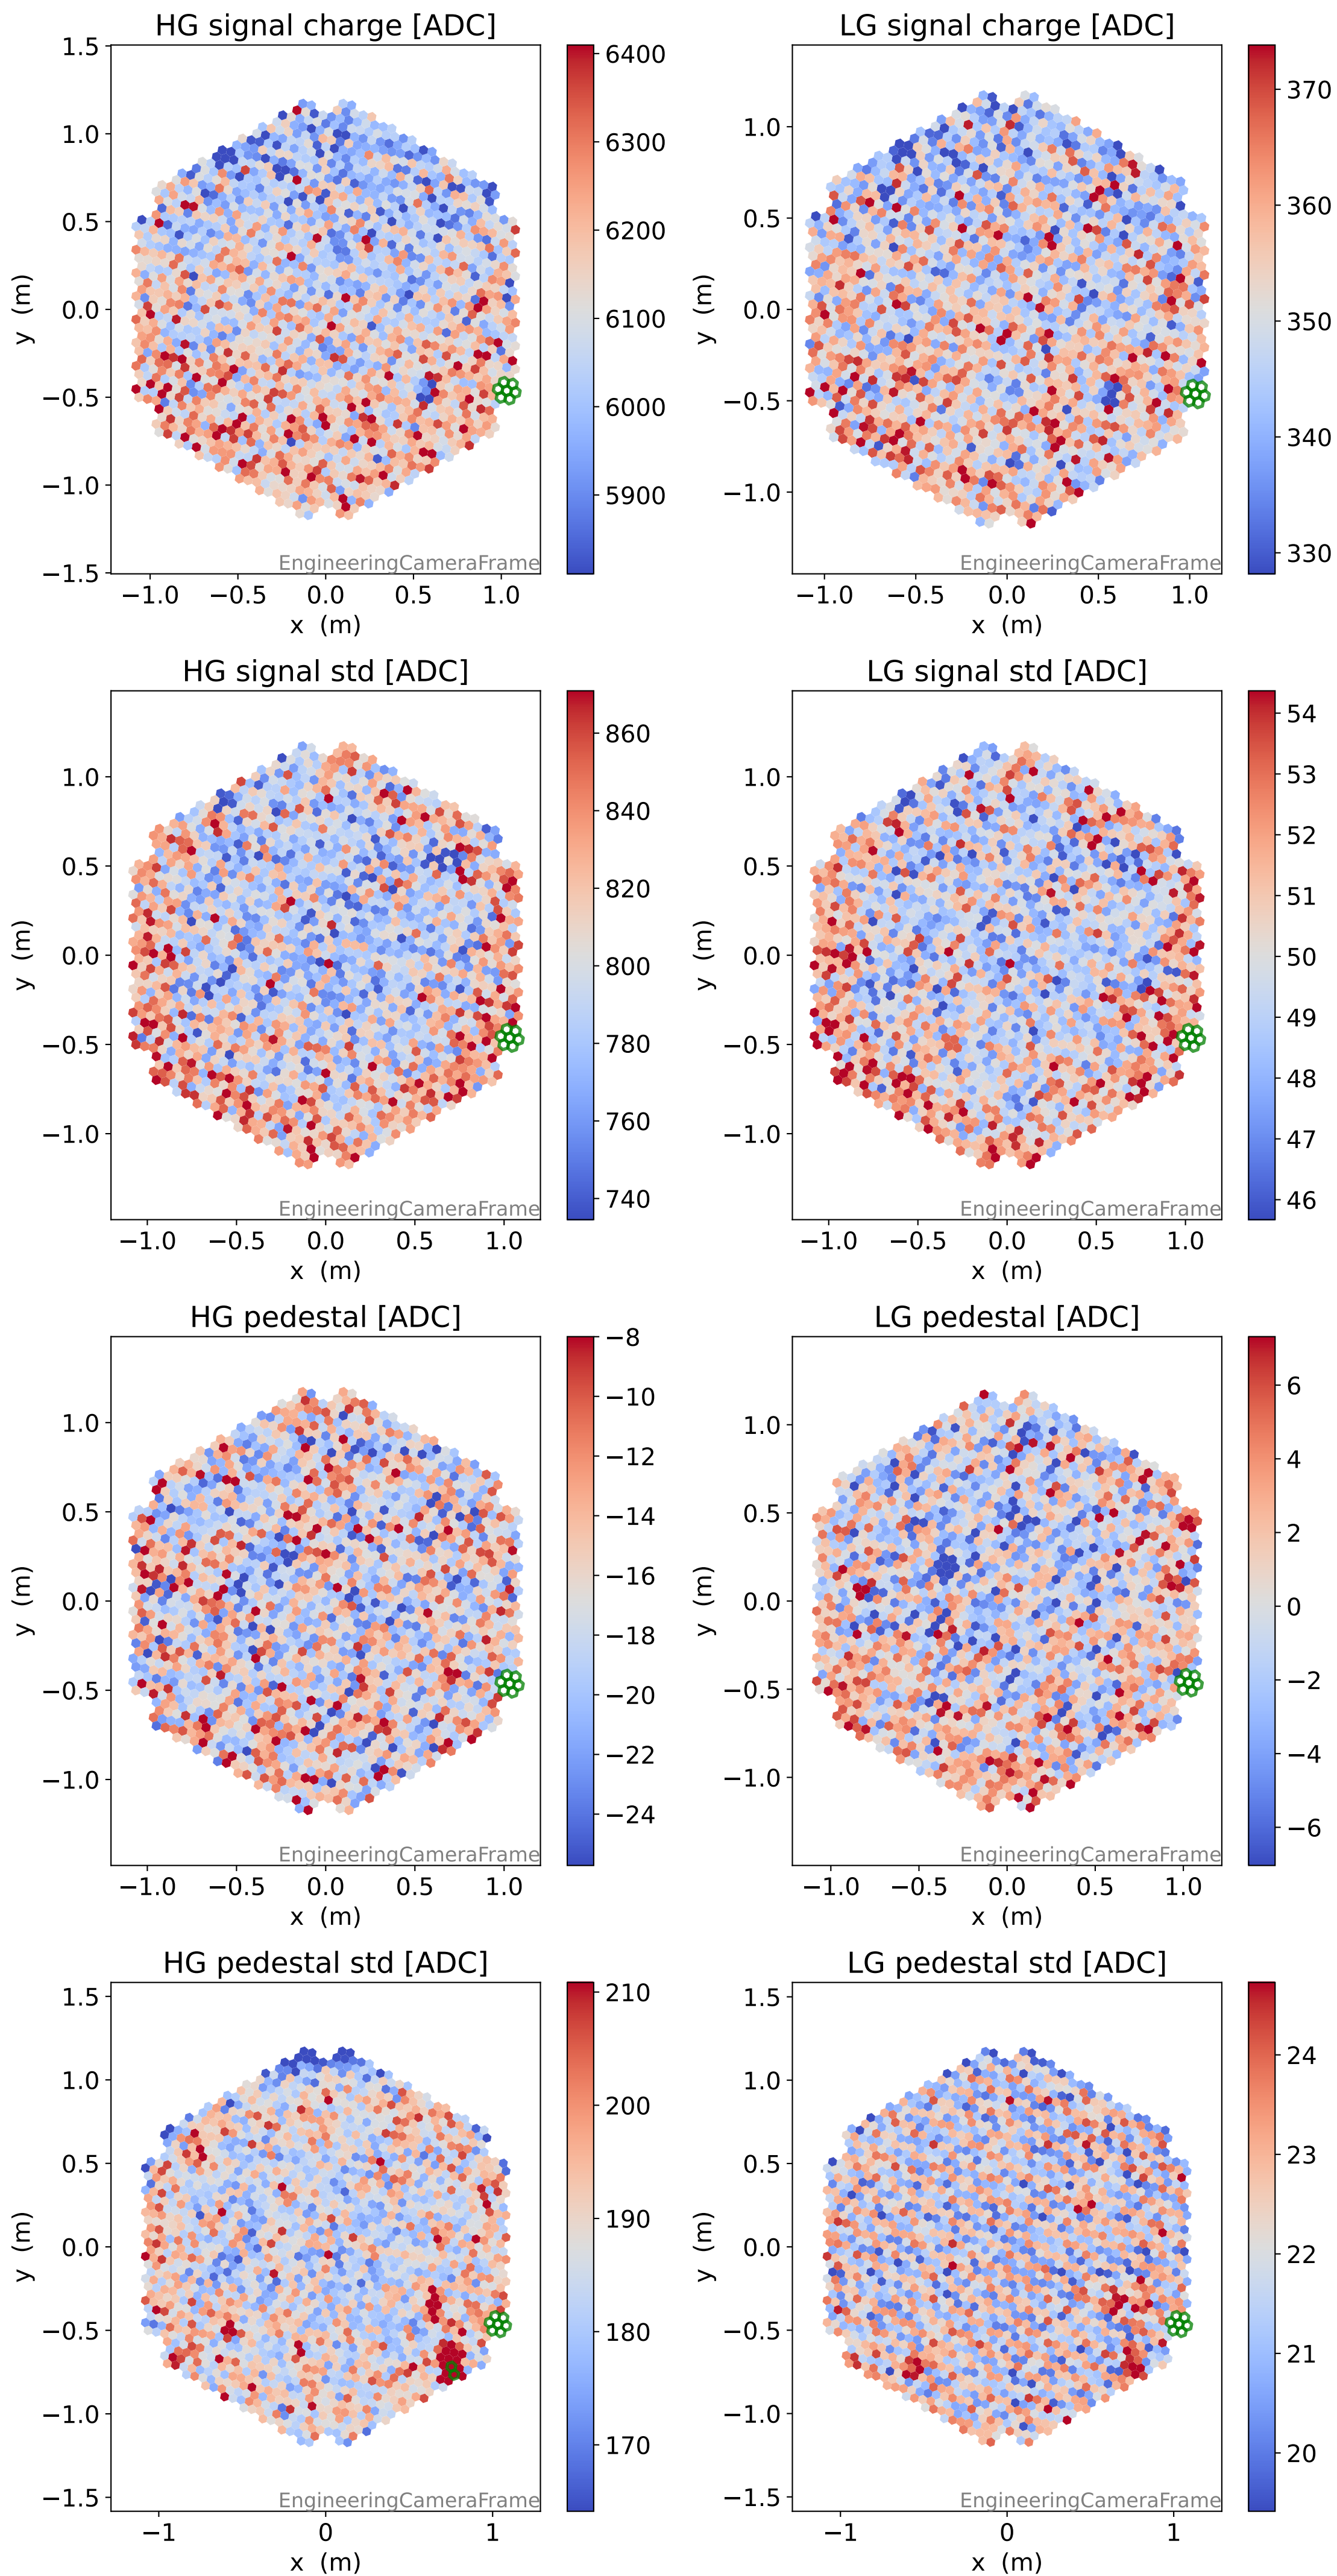 HG signal charge [ADC]
LG signal charge [ADC]
1.5
1.0
0.5
0.0
−0.5
−1.0
−1.5
y (m)
−1.0 −0.5 0.0 0.5 1.0
x (m)
EngineeringCameraFrame
6400
6300
6200
6100
6000
5900
1.0
0.5
0.0
−0.5
−1.0
y (m)
−1.0 −0.5 0.0 0.5 1.0
x (m)
EngineeringCameraFrame
370
360
350
340
330
HG signal std [ADC]
LG signal std [ADC]
1.0
0.5
0.0
−0.5
−1.0
y (m)
−1.0 −0.5 0.0 0.5 1.0
x (m)
EngineeringCameraFrame
860
840
820
800
780
760
740
1.0
0.5
0.0
−0.5
−1.0
y (m)
−1.0 −0.5 0.0 0.5 1.0
x (m)
EngineeringCameraFrame
54
53
52
51
50
49
48
47
46
HG pedestal [ADC]
LG pedestal [ADC]
1.0
0.5
0.0
−0.5
−1.0
y (m)
−1.0 −0.5 0.0 0.5 1.0
x (m)
EngineeringCameraFrame
−8
−10
−12
−14
−16
−18
−20
−22
−24
1.0
0.5
0.0
−0.5
−1.0
y (m)
−1.0 −0.5 0.0 0.5 1.0
x (m)
EngineeringCameraFrame
6
4
2
0
−2
−4
−6
HG pedestal std [ADC]
LG pedestal std [ADC]
1.5
1.0
0.5
0.0
−0.5
−1.0
−1.5
y (m)
−1 0 1
x (m)
EngineeringCameraFrame
210
200
190
180
170
1.5
1.0
0.5
0.0
−0.5
−1.0
−1.5
y (m)
−1 0 1
x (m)
EngineeringCameraFrame
24
23
22
21
20